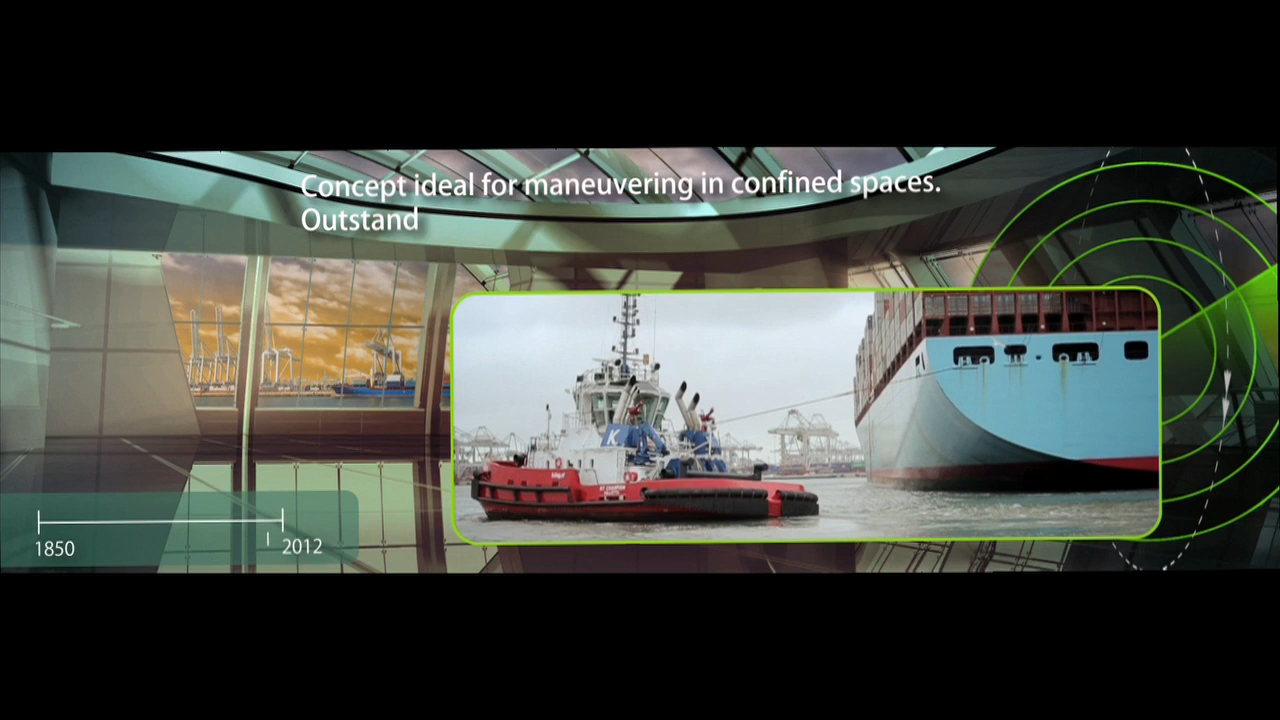 Concept ideal for maneuvering in confined spaces.
Outstand
K
1850
2012